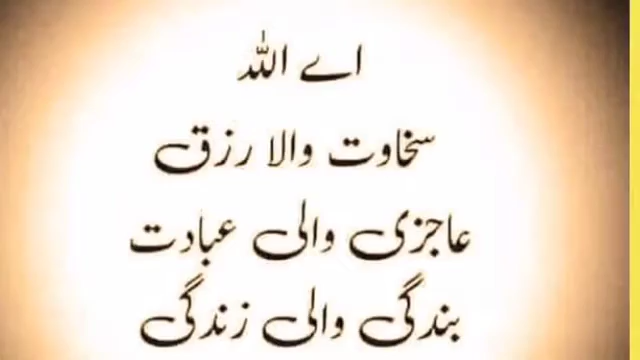 اے اللہ
سخاوت والا رزق
عاجزی والی عبادت
بندگی والی زندگی